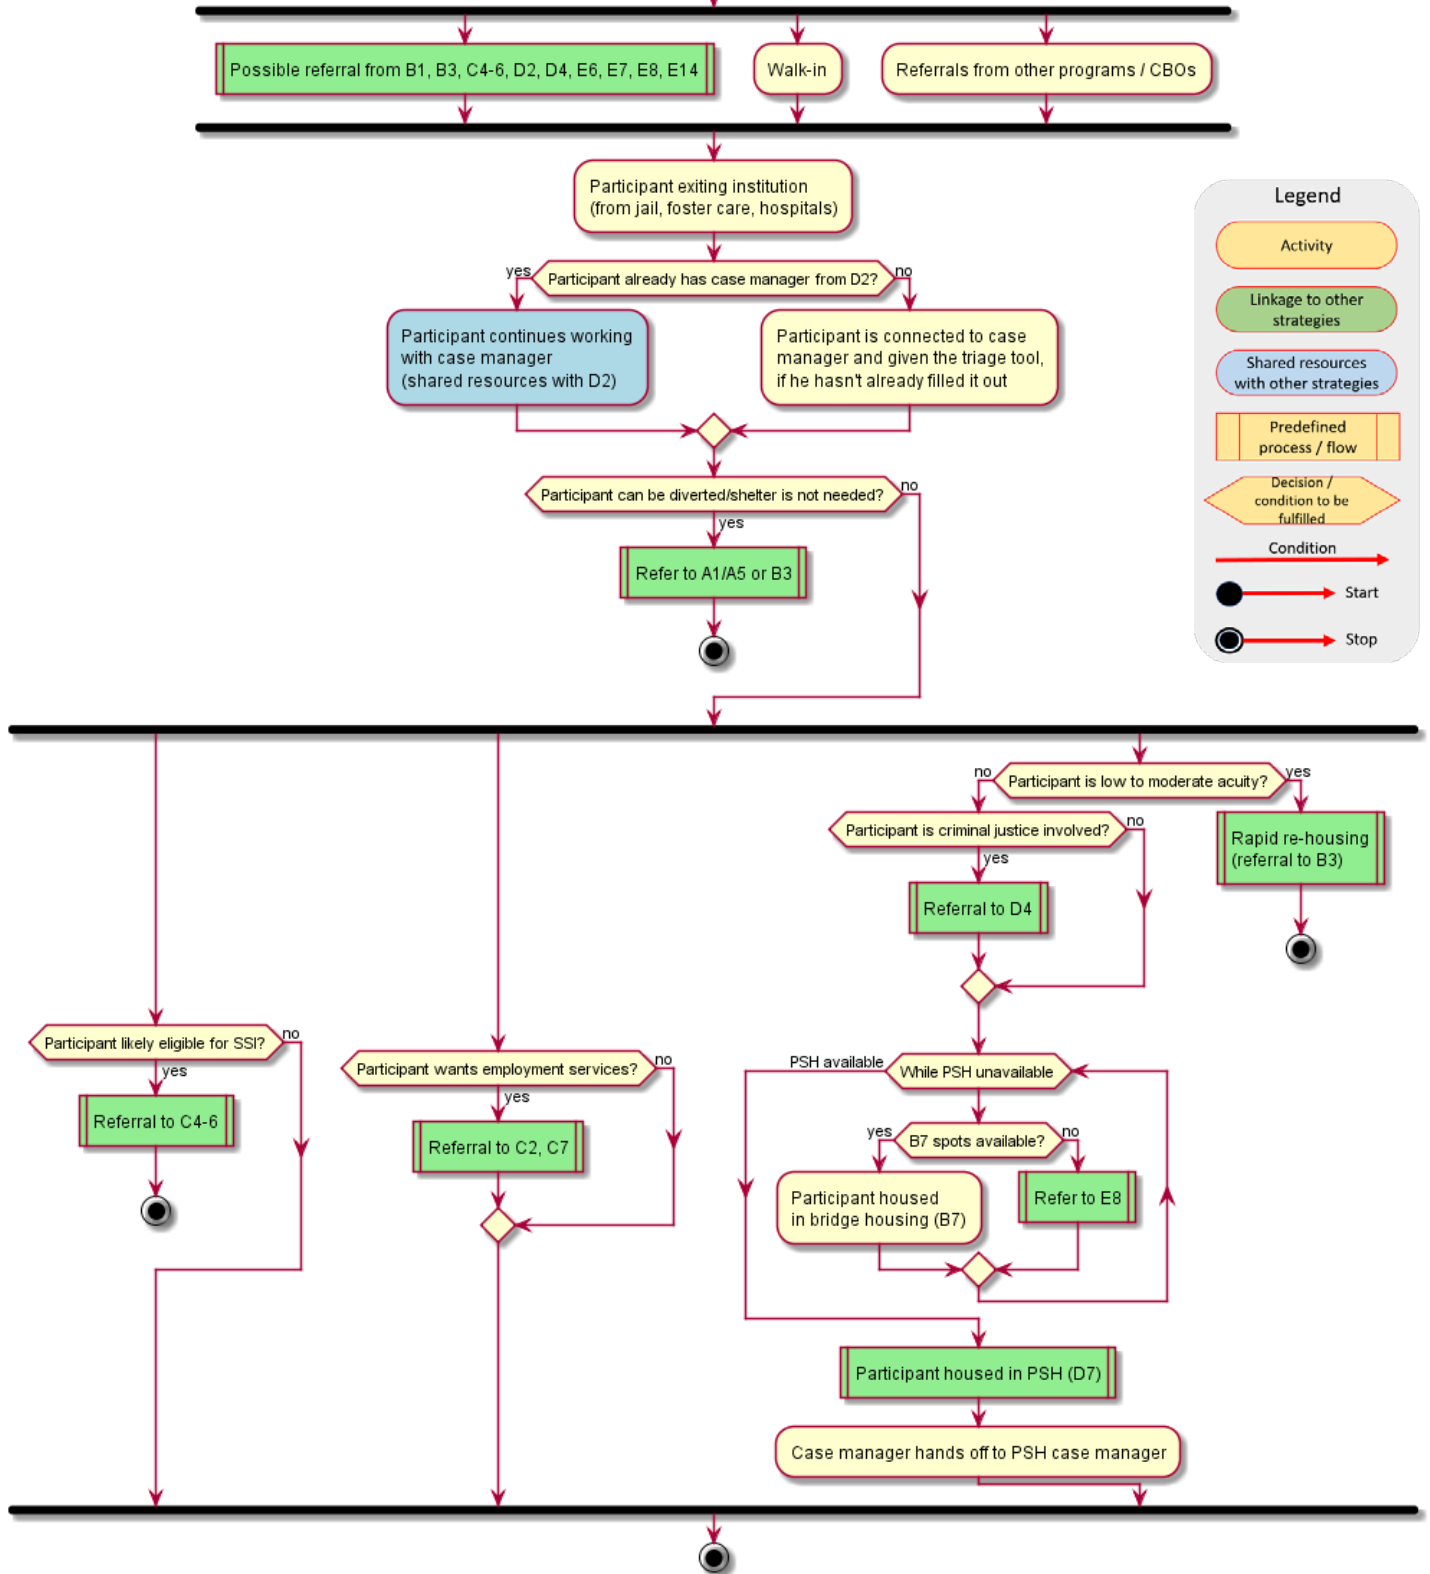 Possible referral from B1, B3, C4-6, D2, D4, E6, E7, E8, E14
Walk-in
Referrals from other programs / CBOs
Participant exiting institution
(from jail, foster care, hospitals)
Legend
Activity
Linkage to other
strategies
Shared resources
with other strategies
Predefined
process / flow
Decision /
condition to be
fulfilled
Condition
Start
Stop
yes
Participant already has case manager from D2?
no
Participant continues working
with case manager
(shared resources with D2)
Participant is connected to case
manager and given the triage tool,
if he hasn't already filled it out
Participant can be diverted/shelter is not needed?
no
yes
Refer to A1/A5 or B3
no
Participant is low to moderate acuity?
yes
Participant is criminal justice involved?
no
Rapid re-housing
(referral to B3)
yes
Referral to D4
Participant likely eligible for SSI?
no
yes
Referral to C4-6
Participant wants employment services?
no
yes
Referral to C2, C7
PSH available
While PSH unavailable
yes
B7 spots available?
no
Participant housed
in bridge housing (B7)
Refer to E8
Participant housed in PSH (D7)
Case manager hands off to PSH case manager